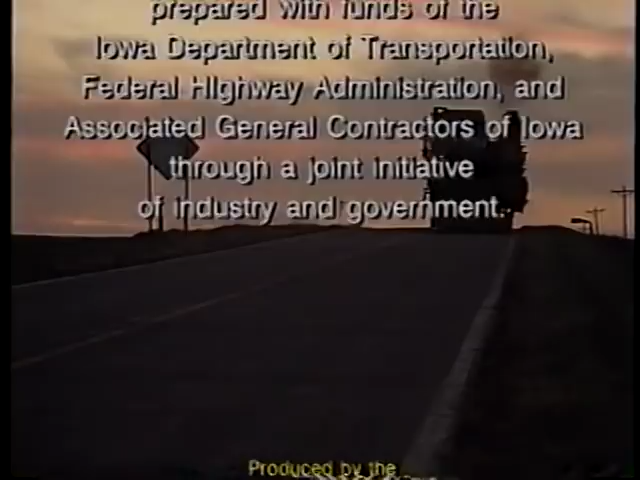 prepared with funds of the
Iowa Department of Transportation,
Federal HIghway Administration, and
Associated General Contractors of Iowa
through a joint initiative
of industry and government.
Produced by the